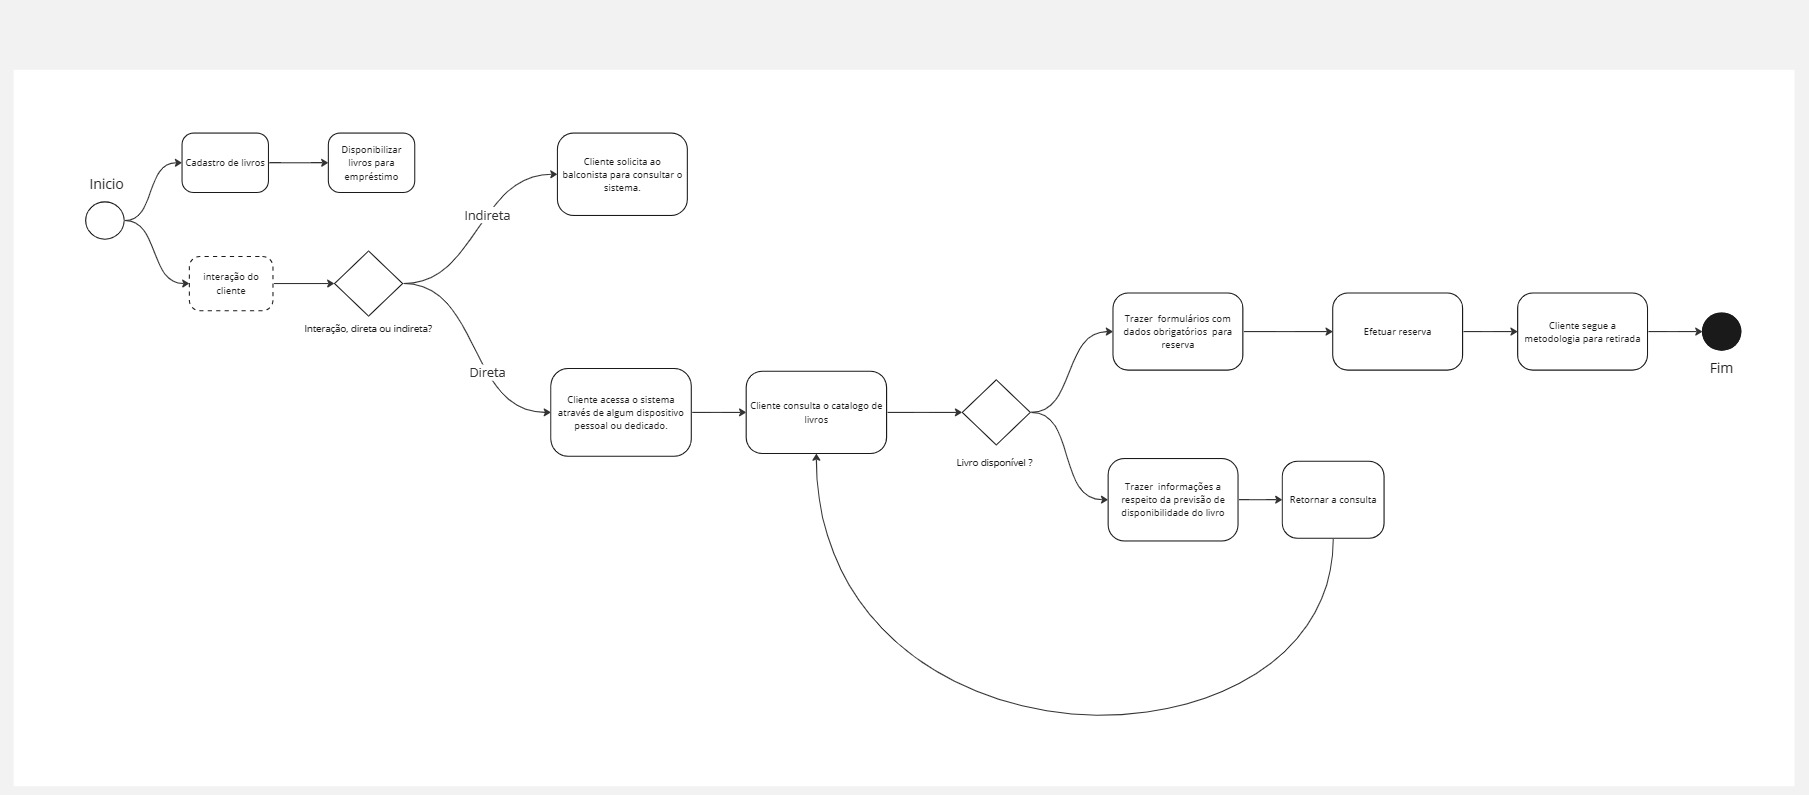 Inicio
Cadastro de livros
Disponibilizar
livros para
empréstimo
interação do
cliente
Interação, direta ou indireta?
Indireta
Cliente solicita ao
balconista para consultar o
sistema.
Direta
Cliente acessa o sistema
através de algum dispositivo
pessoal ou dedicado.
Cliente consulta o catalogo de
livros
Livro disponível ?
Trazer formulários com
dados obrigatórios para
reserva
Efetuar reserva
Cliente segue a
metodologia para retirada
Fim
Trazer informações a
respeito da previsão de
disponibilidade do livro
Retornar a consulta